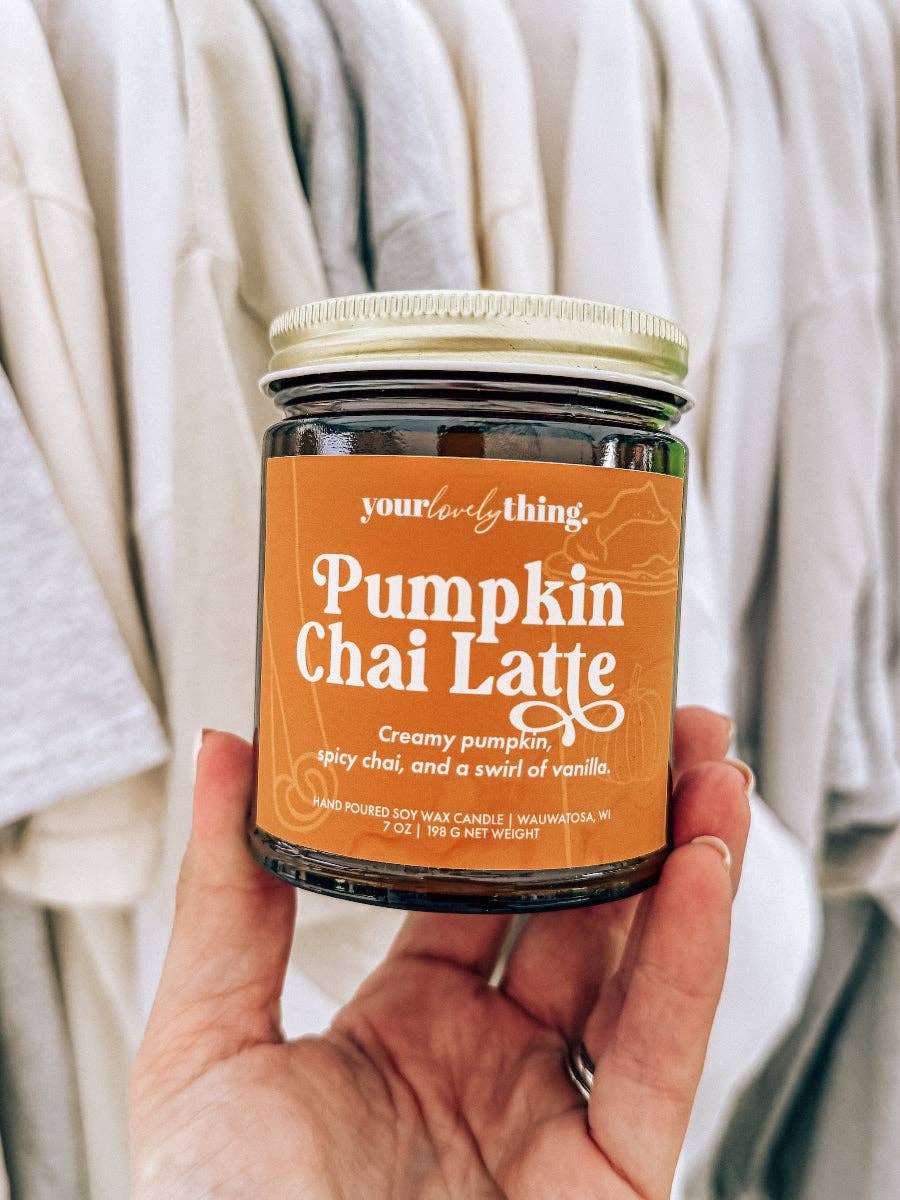 yourlovelything.
Pumpkin
Chai Latte
Creamy pumpkin,
spicy chai, and a swirl of vanilla.
HAND POURED SOY WAX CANDLE | WAUWATOSA, WI
7 OZ | 198 G NET WEIGHT